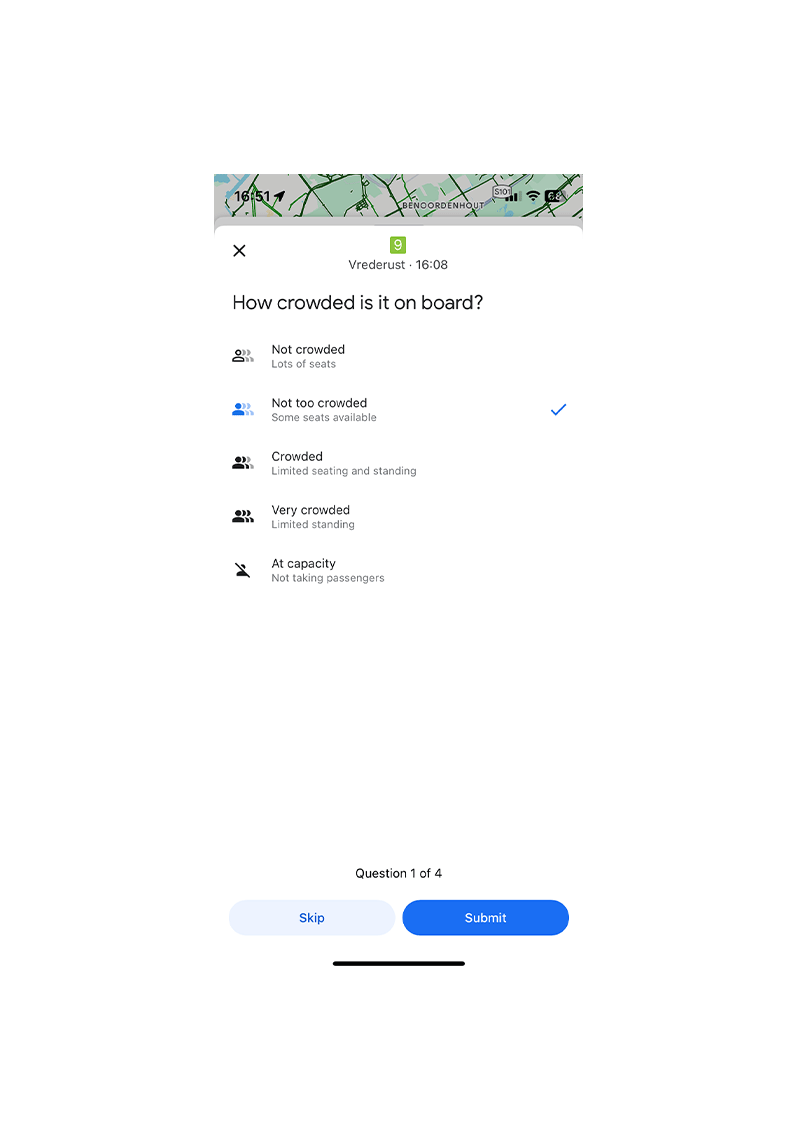 16:51
S101
68
BENOORDENHOUT
9
Vrederust · 16:08
How crowded is it on board?
Not crowded
Lots of seats
Not too crowded
Some seats available
Crowded
Limited seating and standing
Very crowded
Limited standing
At capacity
Not taking passengers
Question 1 of 4
Skip
Submit